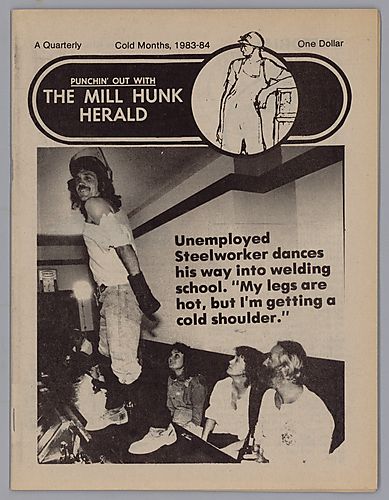 A Quarterly Cold Months, 1983-84 One Dollar
PUNCHIN' OUT WITH
THE MILL HUNK
HERALD
Unemployed
Steelworker dances
his way into welding
school. "My legs are
hot, but I'm getting a
cold shoulder."